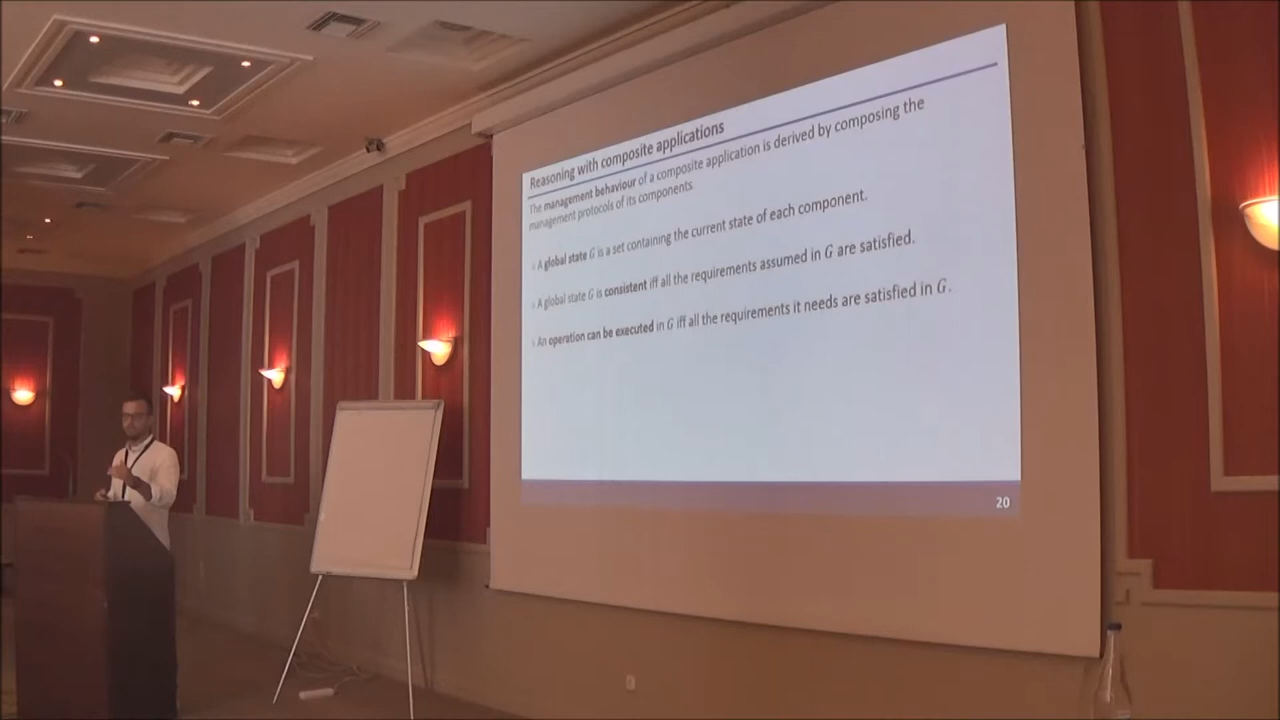 Reasoning with composite applications
The management behaviour of a composite application is derived by composing the
management protocols of its components
A global state G is a set containing the current state of each component.
A global state G is consistent iff all the requirements assumed in G are satisfied.
An operation can be executed in G iff all the requirements it needs are satisfied in G.
20